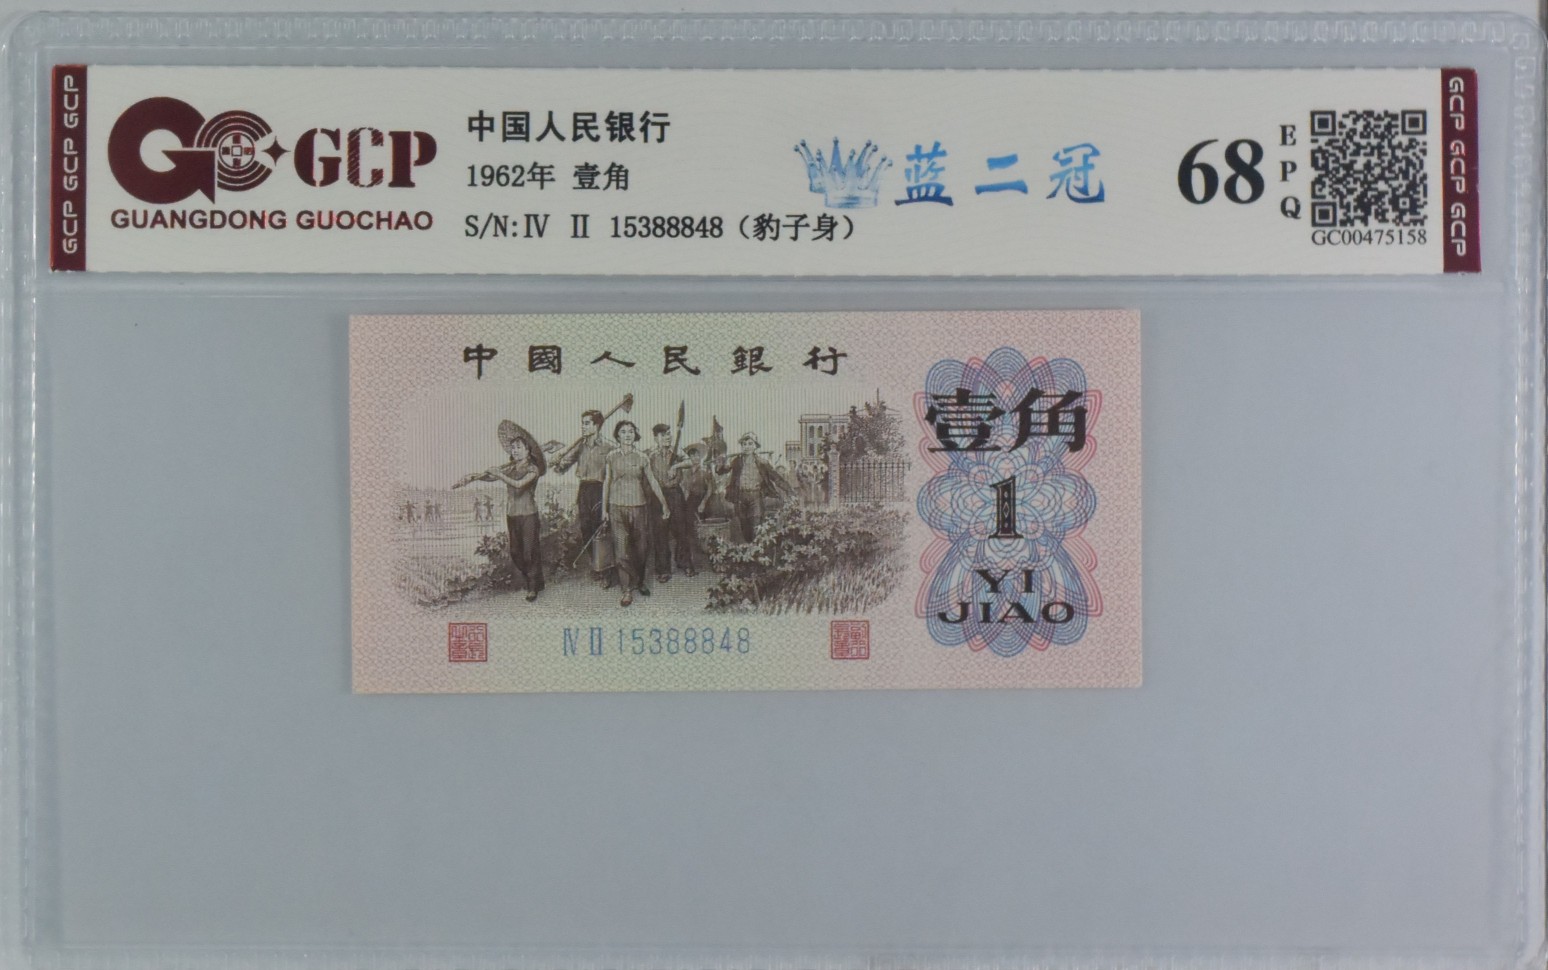 GCP GCP GCP
GCP
GUANGDONG GUOCHAO
中国人民银行
1962年 壹角
S/N:Ⅳ Ⅱ 15388848（豹子身）
蓝二冠
68
EPQ
GC00475158
GCP GCP GCP
中國人民銀行
壹角
1
YI
JIAO
Ⅳ Ⅱ 15388848